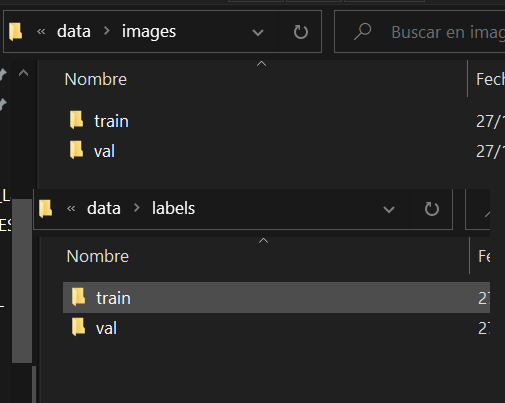 « data > images
Buscar en imag
Nombre
Fech
train
27/1
val
27/1
« data > labels
Nombre
Fe
train
27
val
27